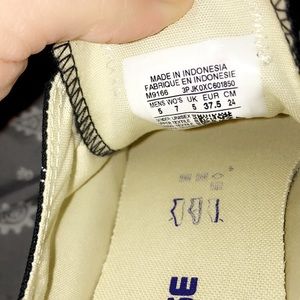 MADE IN INDONESIA
FABRIQUE EN INDONESIE
M9166 3PJK0XC601850
MENS WO'S UK EUR CM
5 7 5 37.5 24